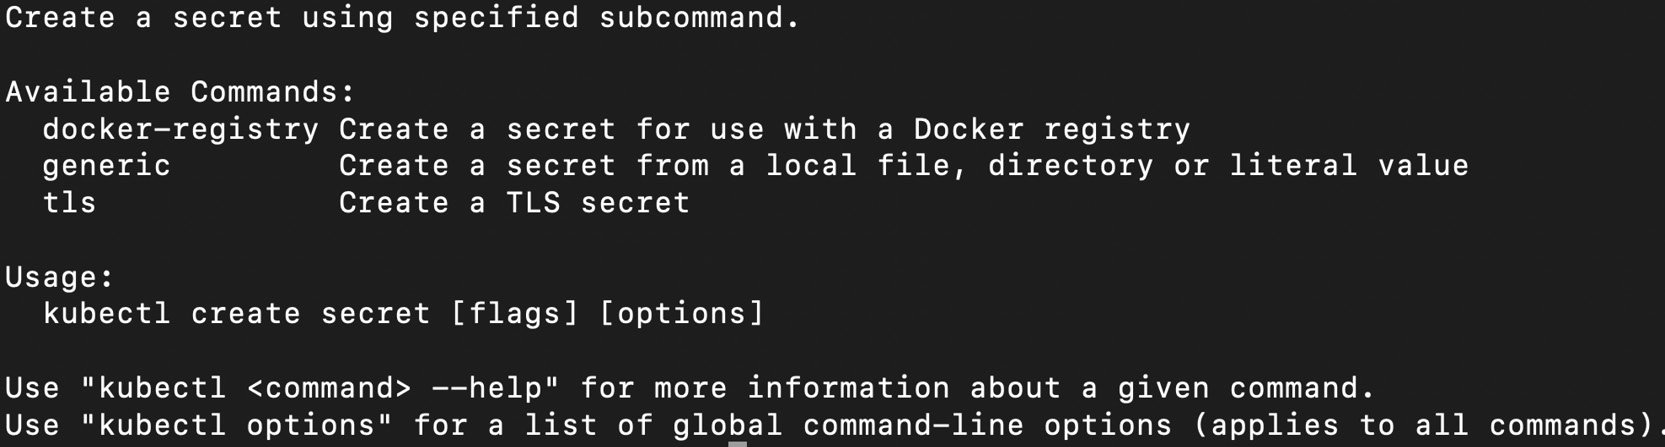 Create a secret using specified subcommand.
Available Commands:
docker-registry Create a secret for use with a Docker registry
generic Create a secret from a local file, directory or literal value
tls Create a TLS secret
Usage:
kubectl create secret [flags] [options]
Use "kubectl <command> --help" for more information about a given command.
Use "kubectl options" for a list of global command-line options (applies to all commands).